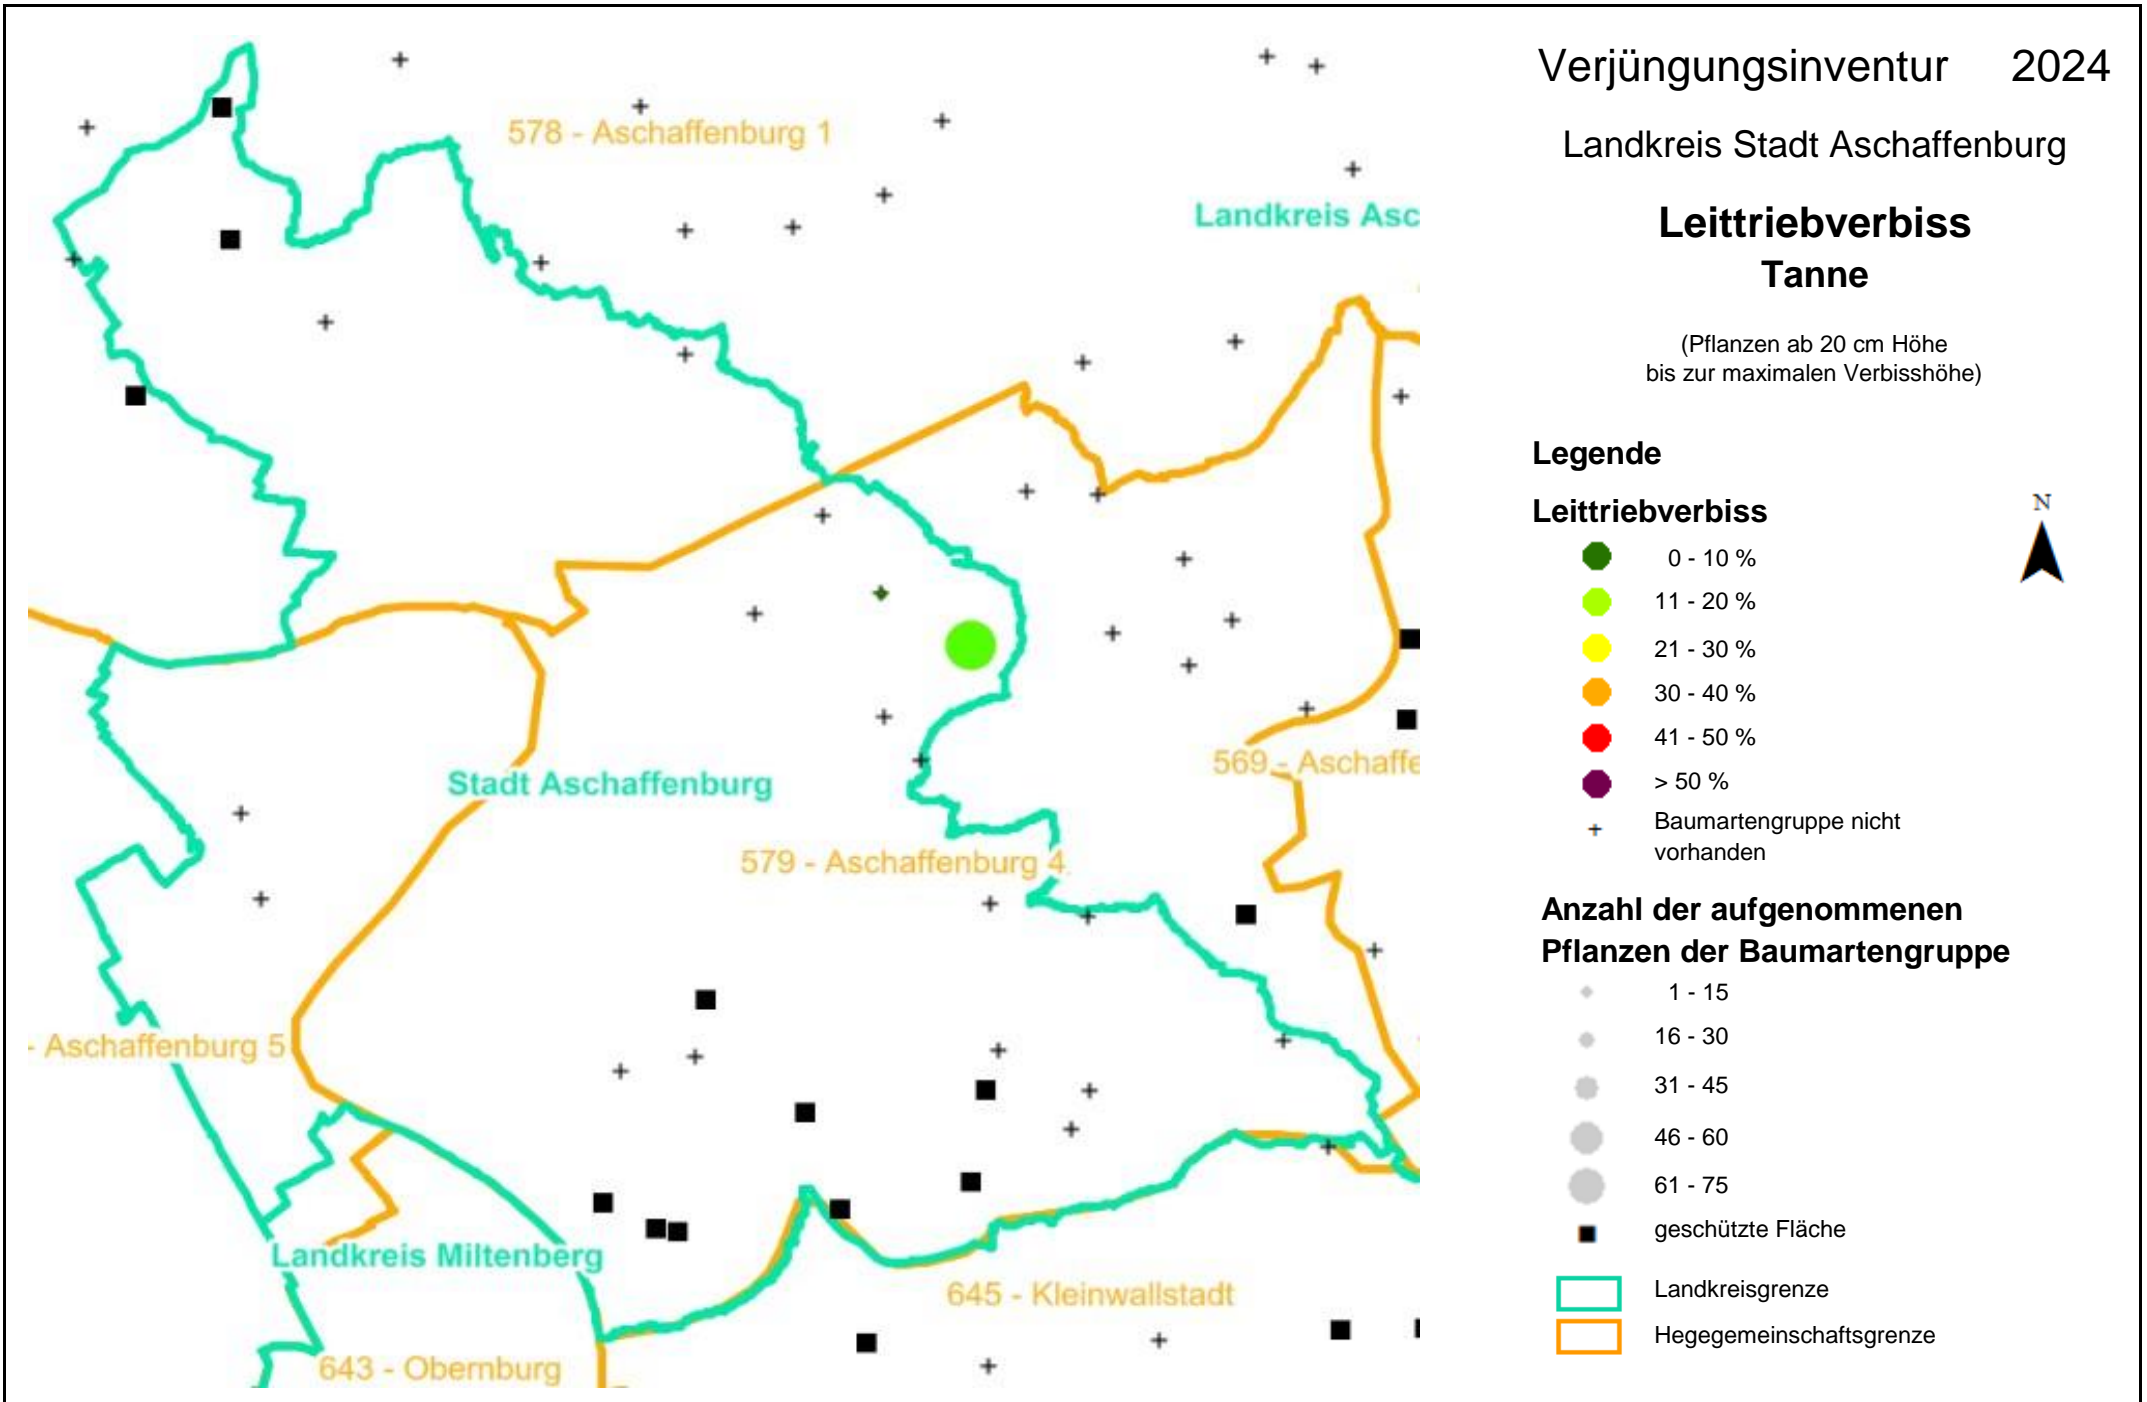 Verjüngungsinventur 2024
Landkreis Stadt Aschaffenburg
Leittriebverbiss
Tanne
(Pflanzen ab 20 cm Höhe
bis zur maximalen Verbisshöhe)
Legende
Leittriebverbiss
N
0 - 10 %
11 - 20 %
21 - 30 %
30 - 40 %
41 - 50 %
> 50 %
Baumartengruppe nicht
vorhanden
Anzahl der aufgenommenen
Pflanzen der Baumartengruppe
1 - 15
16 - 30
31 - 45
46 - 60
61 - 75
geschützte Fläche
Landkreisgrenze
Hegegemeinschaftsgrenze
578 - Aschaffenburg 1
Landkreis Asc
569 - Aschaffe
Stadt Aschaffenburg
579 - Aschaffenburg 4
- Aschaffenburg 5
Landkreis Miltenberg
645 - Kleinwallstadt
643 - Obernburg